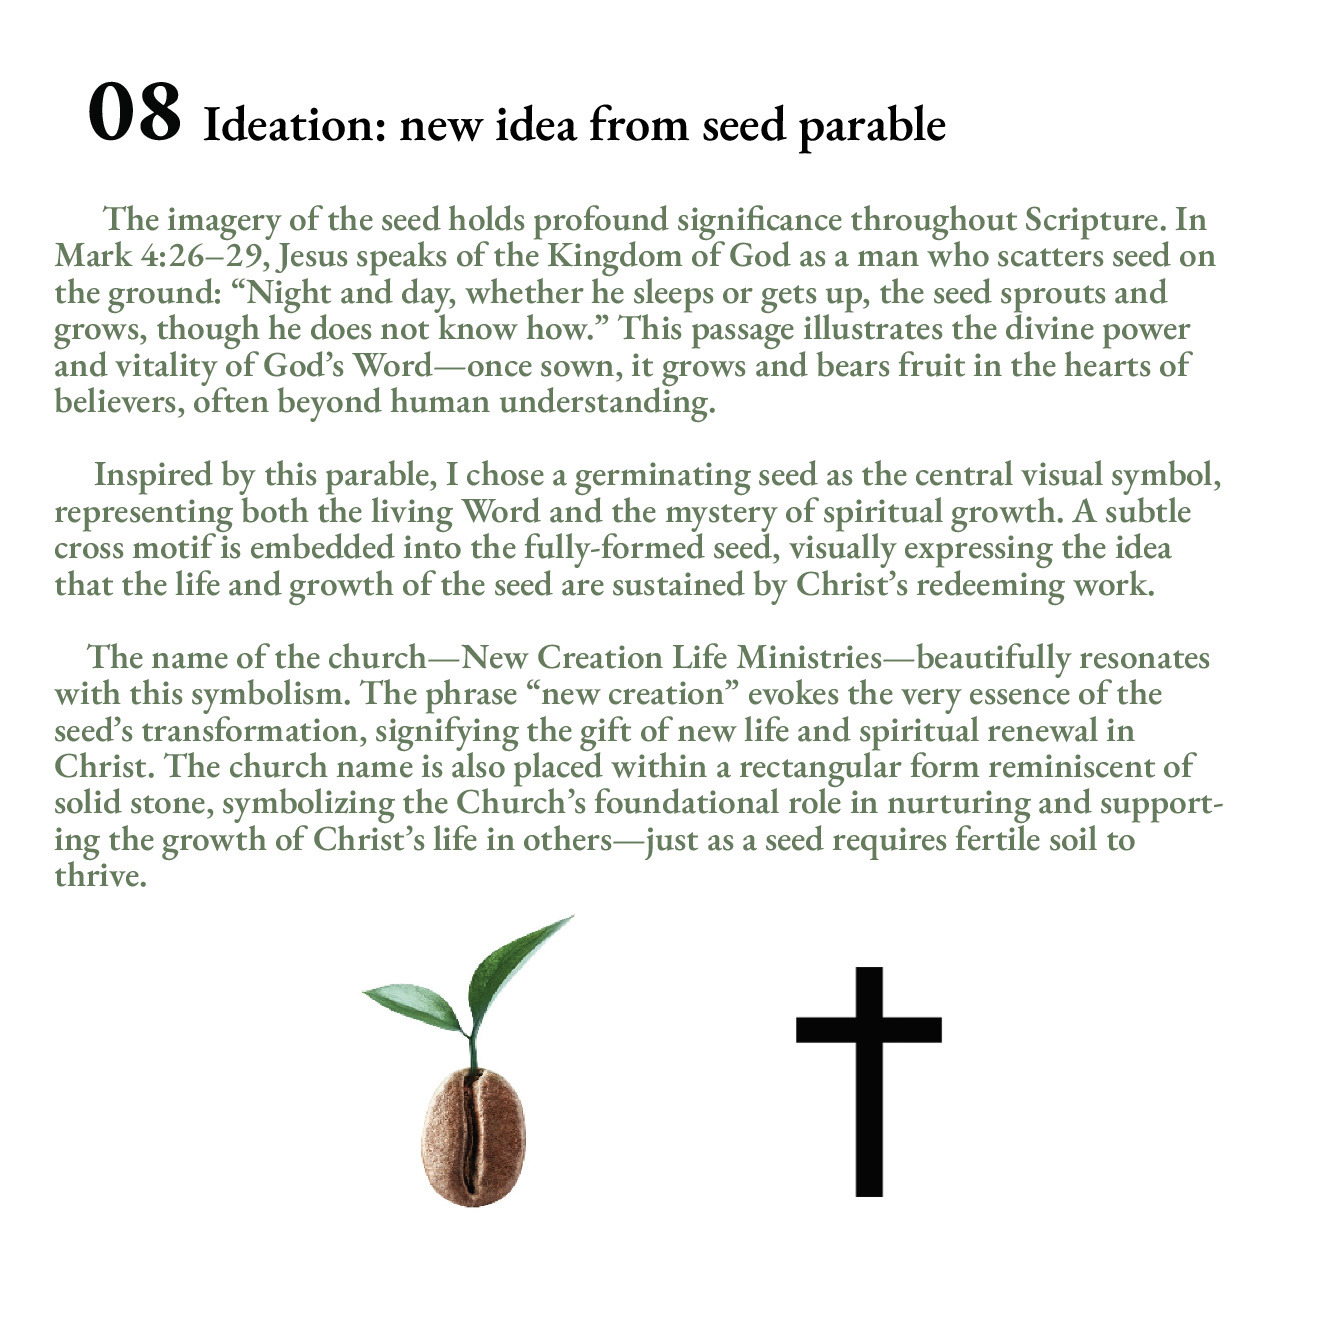 08 Ideation: new idea from seed parable
The imagery of the seed holds profound significance throughout Scripture. In
Mark 4:26–29, Jesus speaks of the Kingdom of God as a man who scatters seed on
the ground: “Night and day, whether he sleeps or gets up, the seed sprouts and
grows, though he does not know how.” This passage illustrates the divine power
and vitality of God’s Word—once sown, it grows and bears fruit in the hearts of
believers, often beyond human understanding.
Inspired by this parable, I chose a germinating seed as the central visual symbol,
representing both the living Word and the mystery of spiritual growth. A subtle
cross motif is embedded into the fully-formed seed, visually expressing the idea
that the life and growth of the seed are sustained by Christ’s redeeming work.
The name of the church—New Creation Life Ministries—beautifully resonates
with this symbolism. The phrase “new creation” evokes the very essence of the
seed’s transformation, signifying the gift of new life and spiritual renewal in
Christ. The church name is also placed within a rectangular form reminiscent of
solid stone, symbolizing the Church’s foundational role in nurturing and support-
ing the growth of Christ’s life in others—just as a seed requires fertile soil to
thrive.